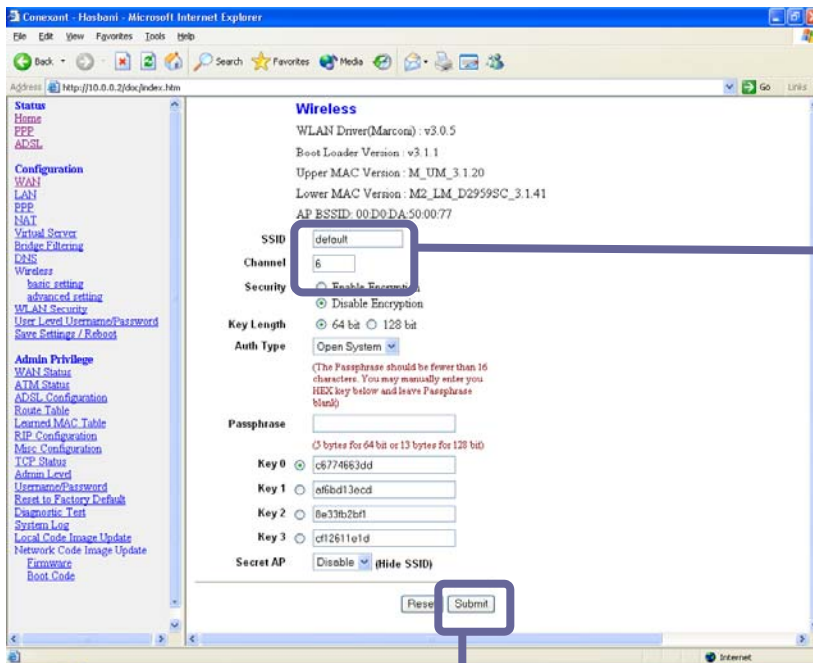 Conexant - Hasbani - Microsoft Internet Explorer
File Edit View Favorites Tools Help
Back Search Favorites Media
Address http://10.0.0.2/doc/index.htm Go Links
Status
Home
PPP
ADSL
Configuration
WAN
LAN
PPP
NAT
Virtual Server
Bridge Filtering
DNS
Wireless
basic setting
advanced setting
WLAN Security
User Level Username/Password
Save Settings / Reboot
Admin Privilege
WAN Status
ATM Status
ADSL Configuration
Route Table
Learned MAC Table
RIP Configuration
Misc Configuration
TCP Status
Admin Level
Username/Password
Reset to Factory Default
Diagnostic Test
System Log
Local Code Image Update
Network Code Image Update
Firmware
Boot Code
Wireless
WLAN Driver(Marconi) : v3.0.5
Boot Loader Version : v3.1.1
Upper MAC Version : M_UM_3.1.20
Lower MAC Version : M2_LM_D2959SC_3.1.41
AP BSSID: 00:D0:DA:50:00:77
SSID default
Channel 6
Security Enable Encryption
Disable Encryption
Key Length 64 bit 128 bit
Auth Type Open System
(The Passphrase should be fewer than 16
characters. You may manually enter you
HEX key below and leave Passphrase
blank)
Passphrase
(5 bytes for 64 bit or 13 bytes for 128 bit)
Key 0 c6774663dd
Key 1 af6bd13ecd
Key 2 8e33fb2bf1
Key 3 cf12611e1d
Secret AP Disable (Hide SSID)
Reset Submit
Internet